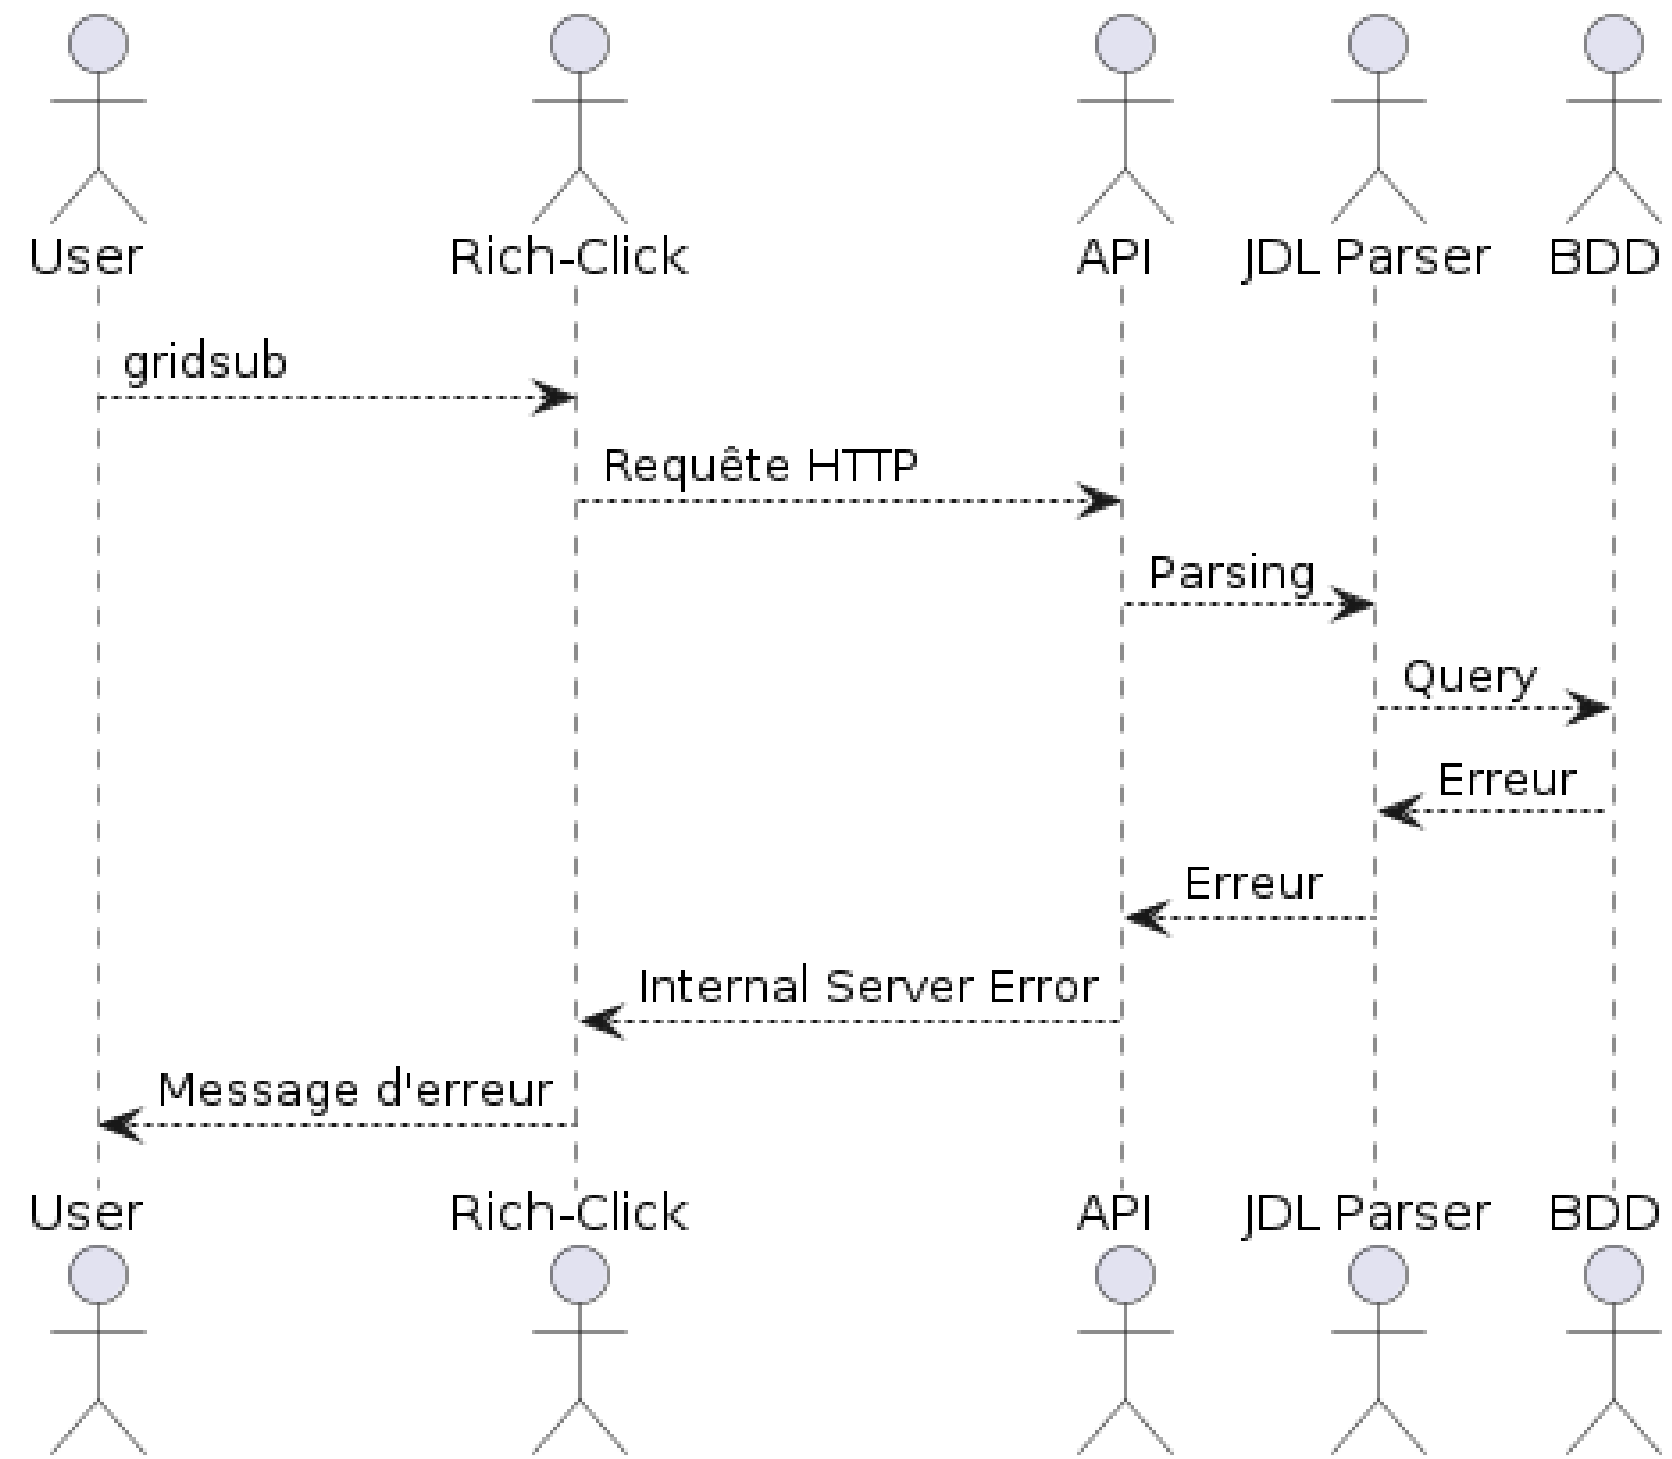 User Rich-Click API JDL Parser BDD
gridsub
Requête HTTP
Parsing
Query
Erreur
Erreur
Internal Server Error
Message d'erreur
User Rich-Click API JDL Parser BDD